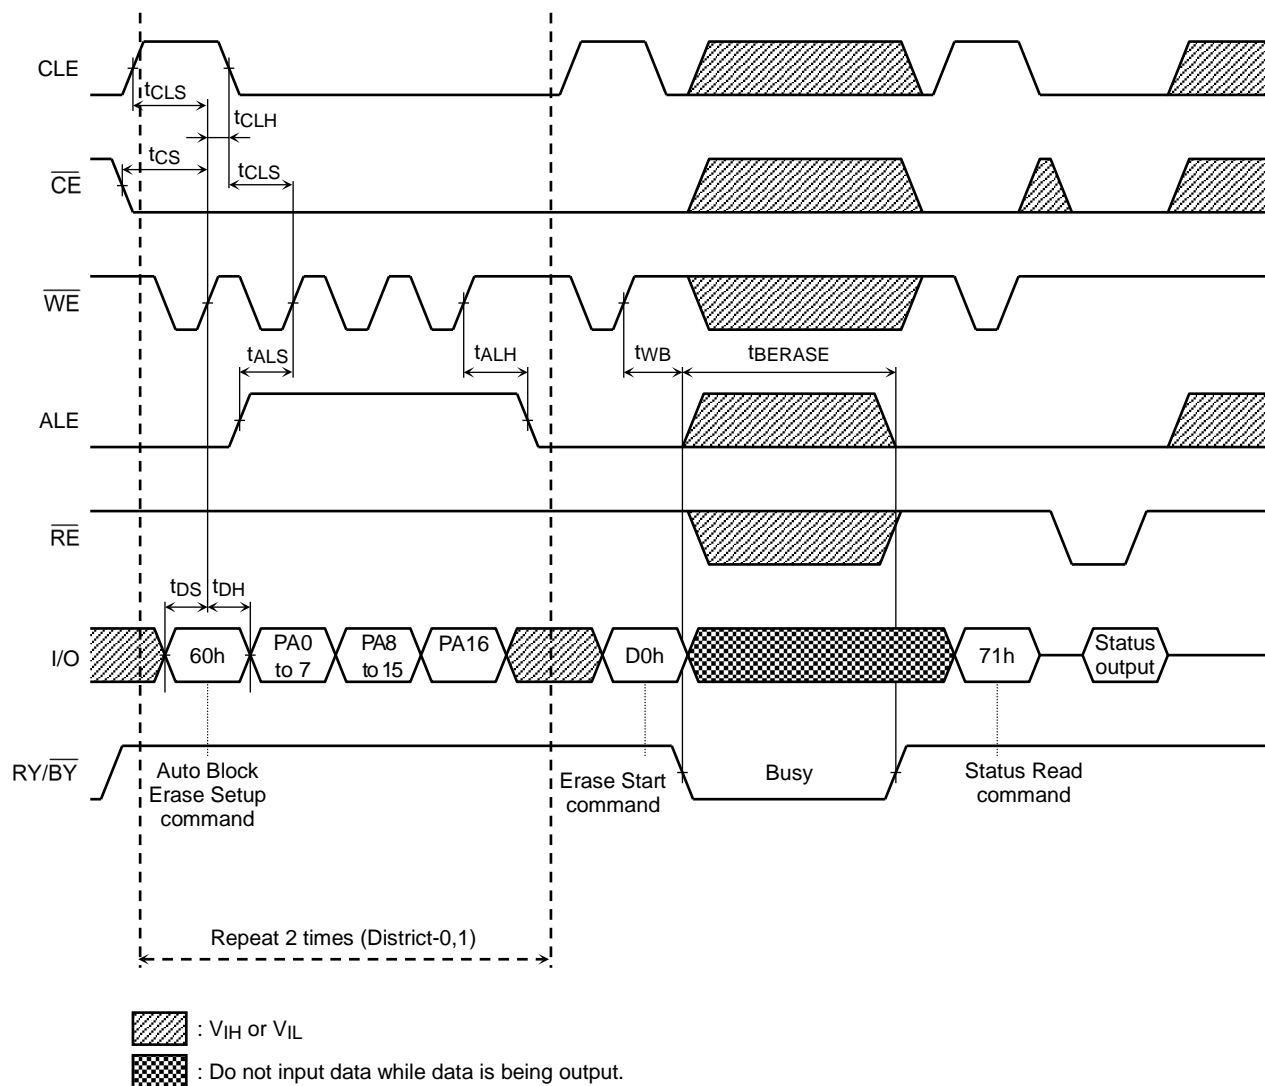 CLE
tCLS
tCLH
tCS
tCLS
CE
WE
tALS
tALH
tWB
tBERASE
ALE
RE
tDS
tDH
I/O
60h
PA0
to 7
PA8
to 15
PA16
D0h
71h
Status
output
RY/BY
Auto Block
Erase Setup
command
Erase Start
command
Busy
Status Read
command
Repeat 2 times (District-0,1)
: VIH or VIL
: Do not input data while data is being output.